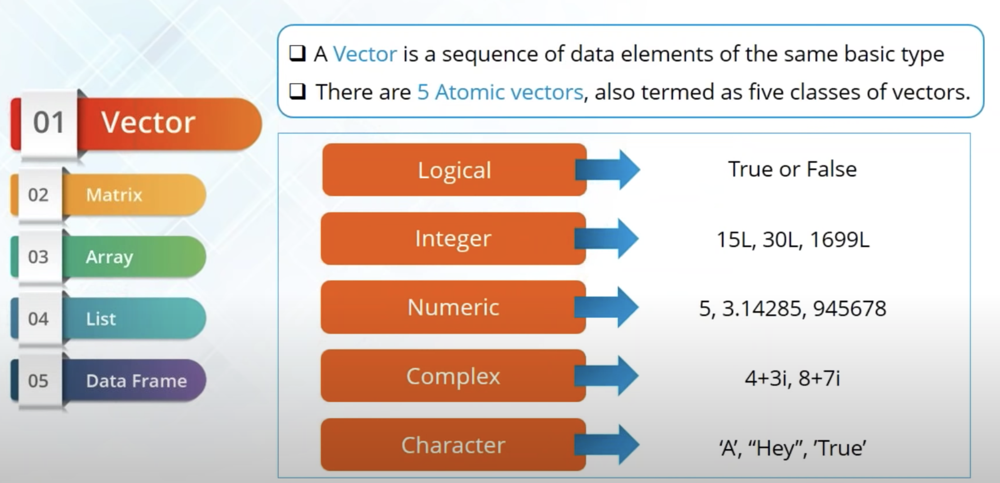 ❑ A Vector is a sequence of data elements of the same basic type
❑ There are 5 Atomic vectors, also termed as five classes of vectors.
01 Vector
02 Matrix
03 Array
04 List
05 Data Frame
Logical True or False
Integer 15L, 30L, 1699L
Numeric 5, 3.14285, 945678
Complex 4+3i, 8+7i
Character ‘A’, “Hey”, ’True’